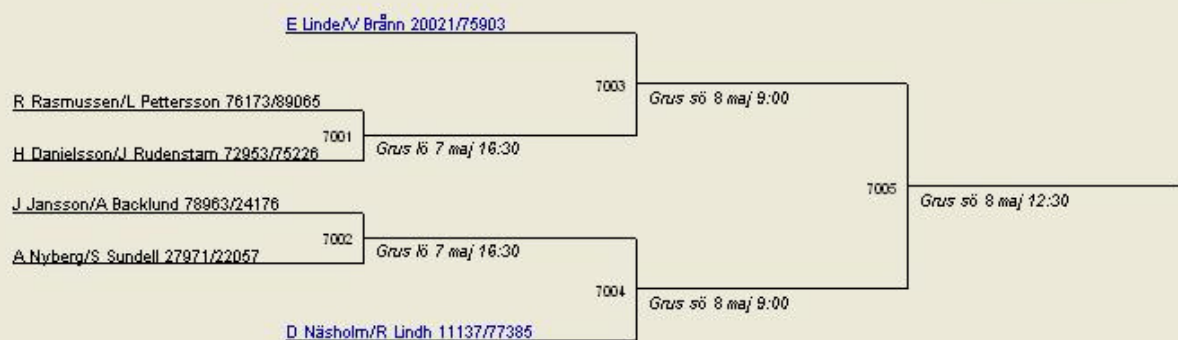 E Linde/V Brånn 20021/75903
7003
Grus sö 8 maj 9:00
R Rasmussen/L Pettersson 76173/89065
7001
Grus lö 7 maj 16:30
H Danielsson/J Rudenstam 72953/75226
7005
Grus sö 8 maj 12:30
J Jansson/A Backlund 78963/24176
7002
Grus lö 7 maj 16:30
A Nyberg/S Sundell 27971/22057
7004
Grus sö 8 maj 9:00
D Näsholm/R Lindh 11137/77385